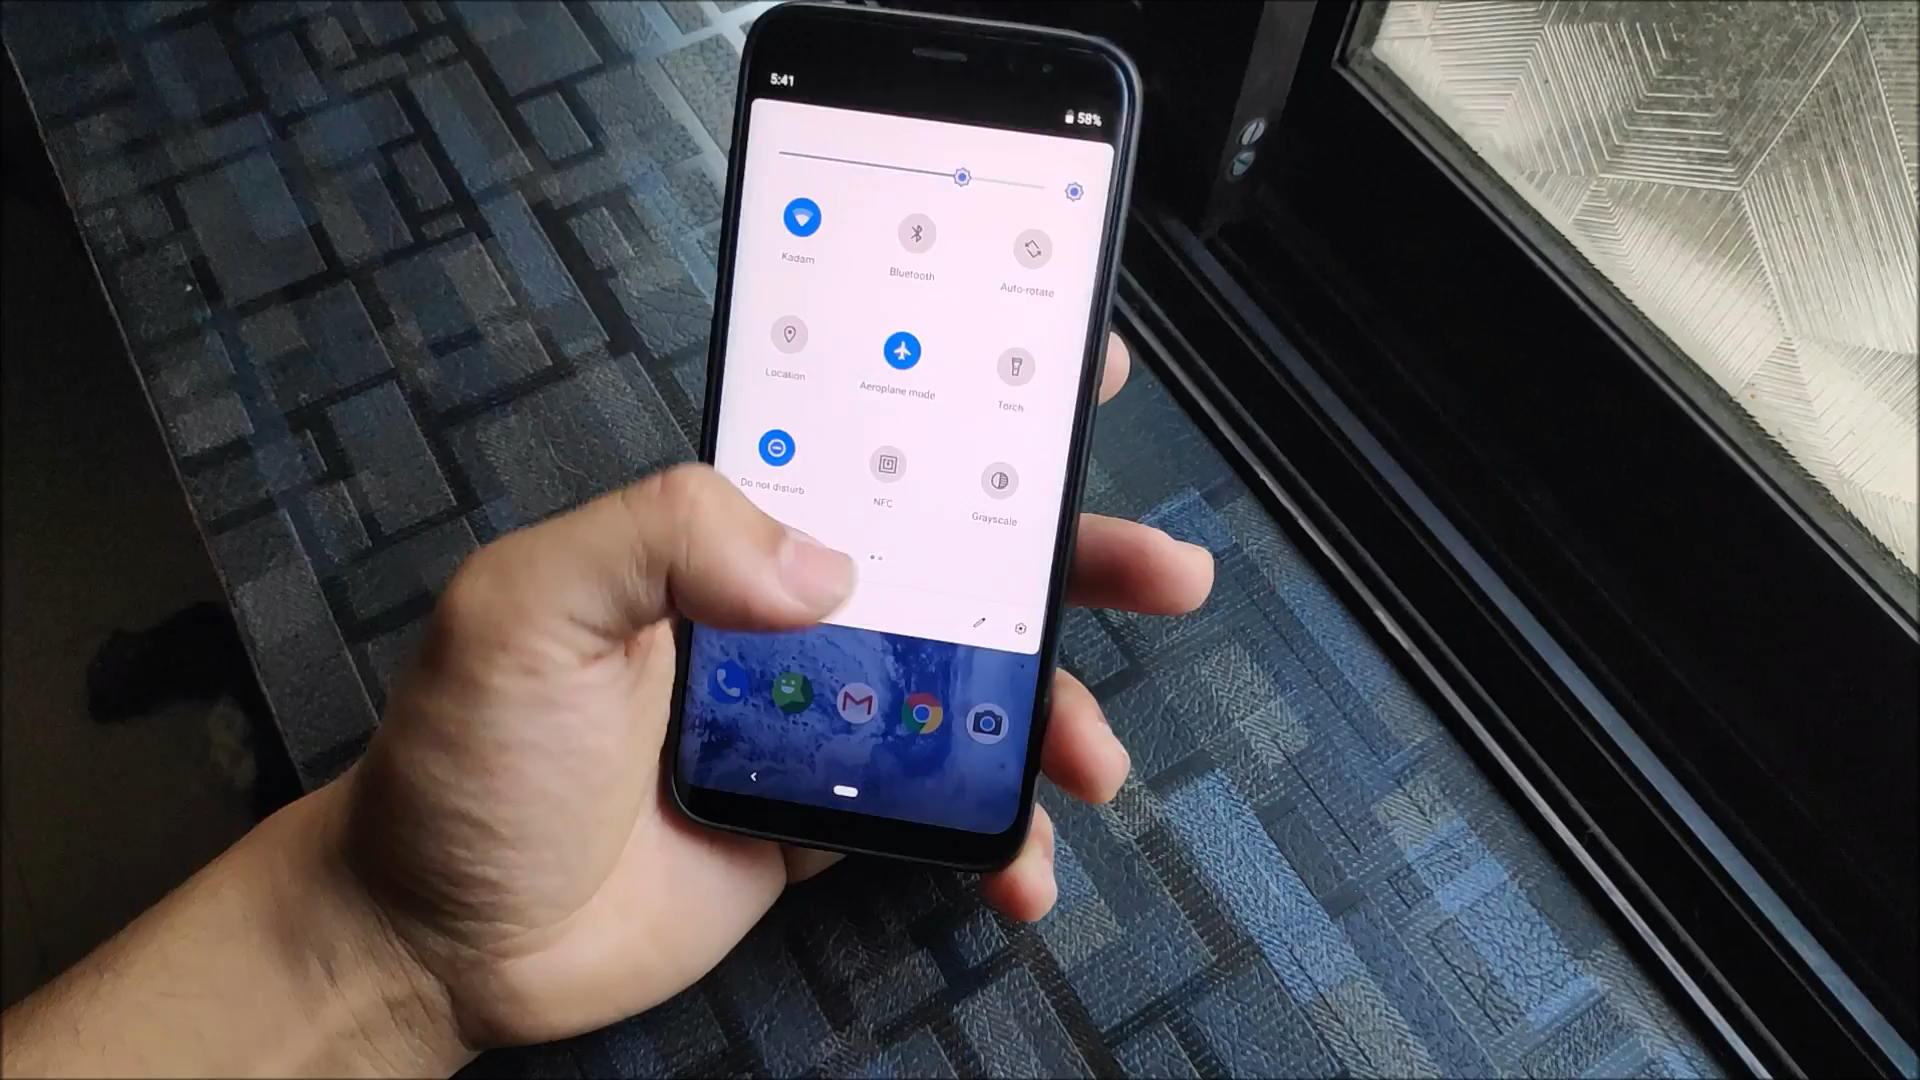 5:41
58%
Kadam
Bluetooth
Auto-rotate
Location
Aeroplane mode
Torch
Do not disturb
NFC
Grayscale